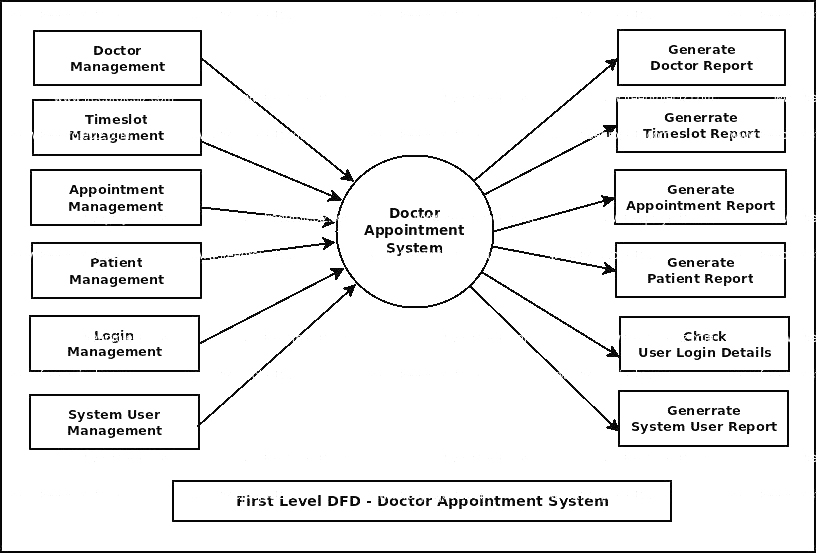 Doctor
Management
Timeslot
Management
Appointment
Management
Patient
Management
Login
Management
System User
Management
Doctor
Appointment
System
Generate
Doctor Report
Generrate
Timeslot Report
Generate
Appointment Report
Generate
Patient Report
Check
User Login Details
Generrate
System User Report
First Level DFD - Doctor Appointment System